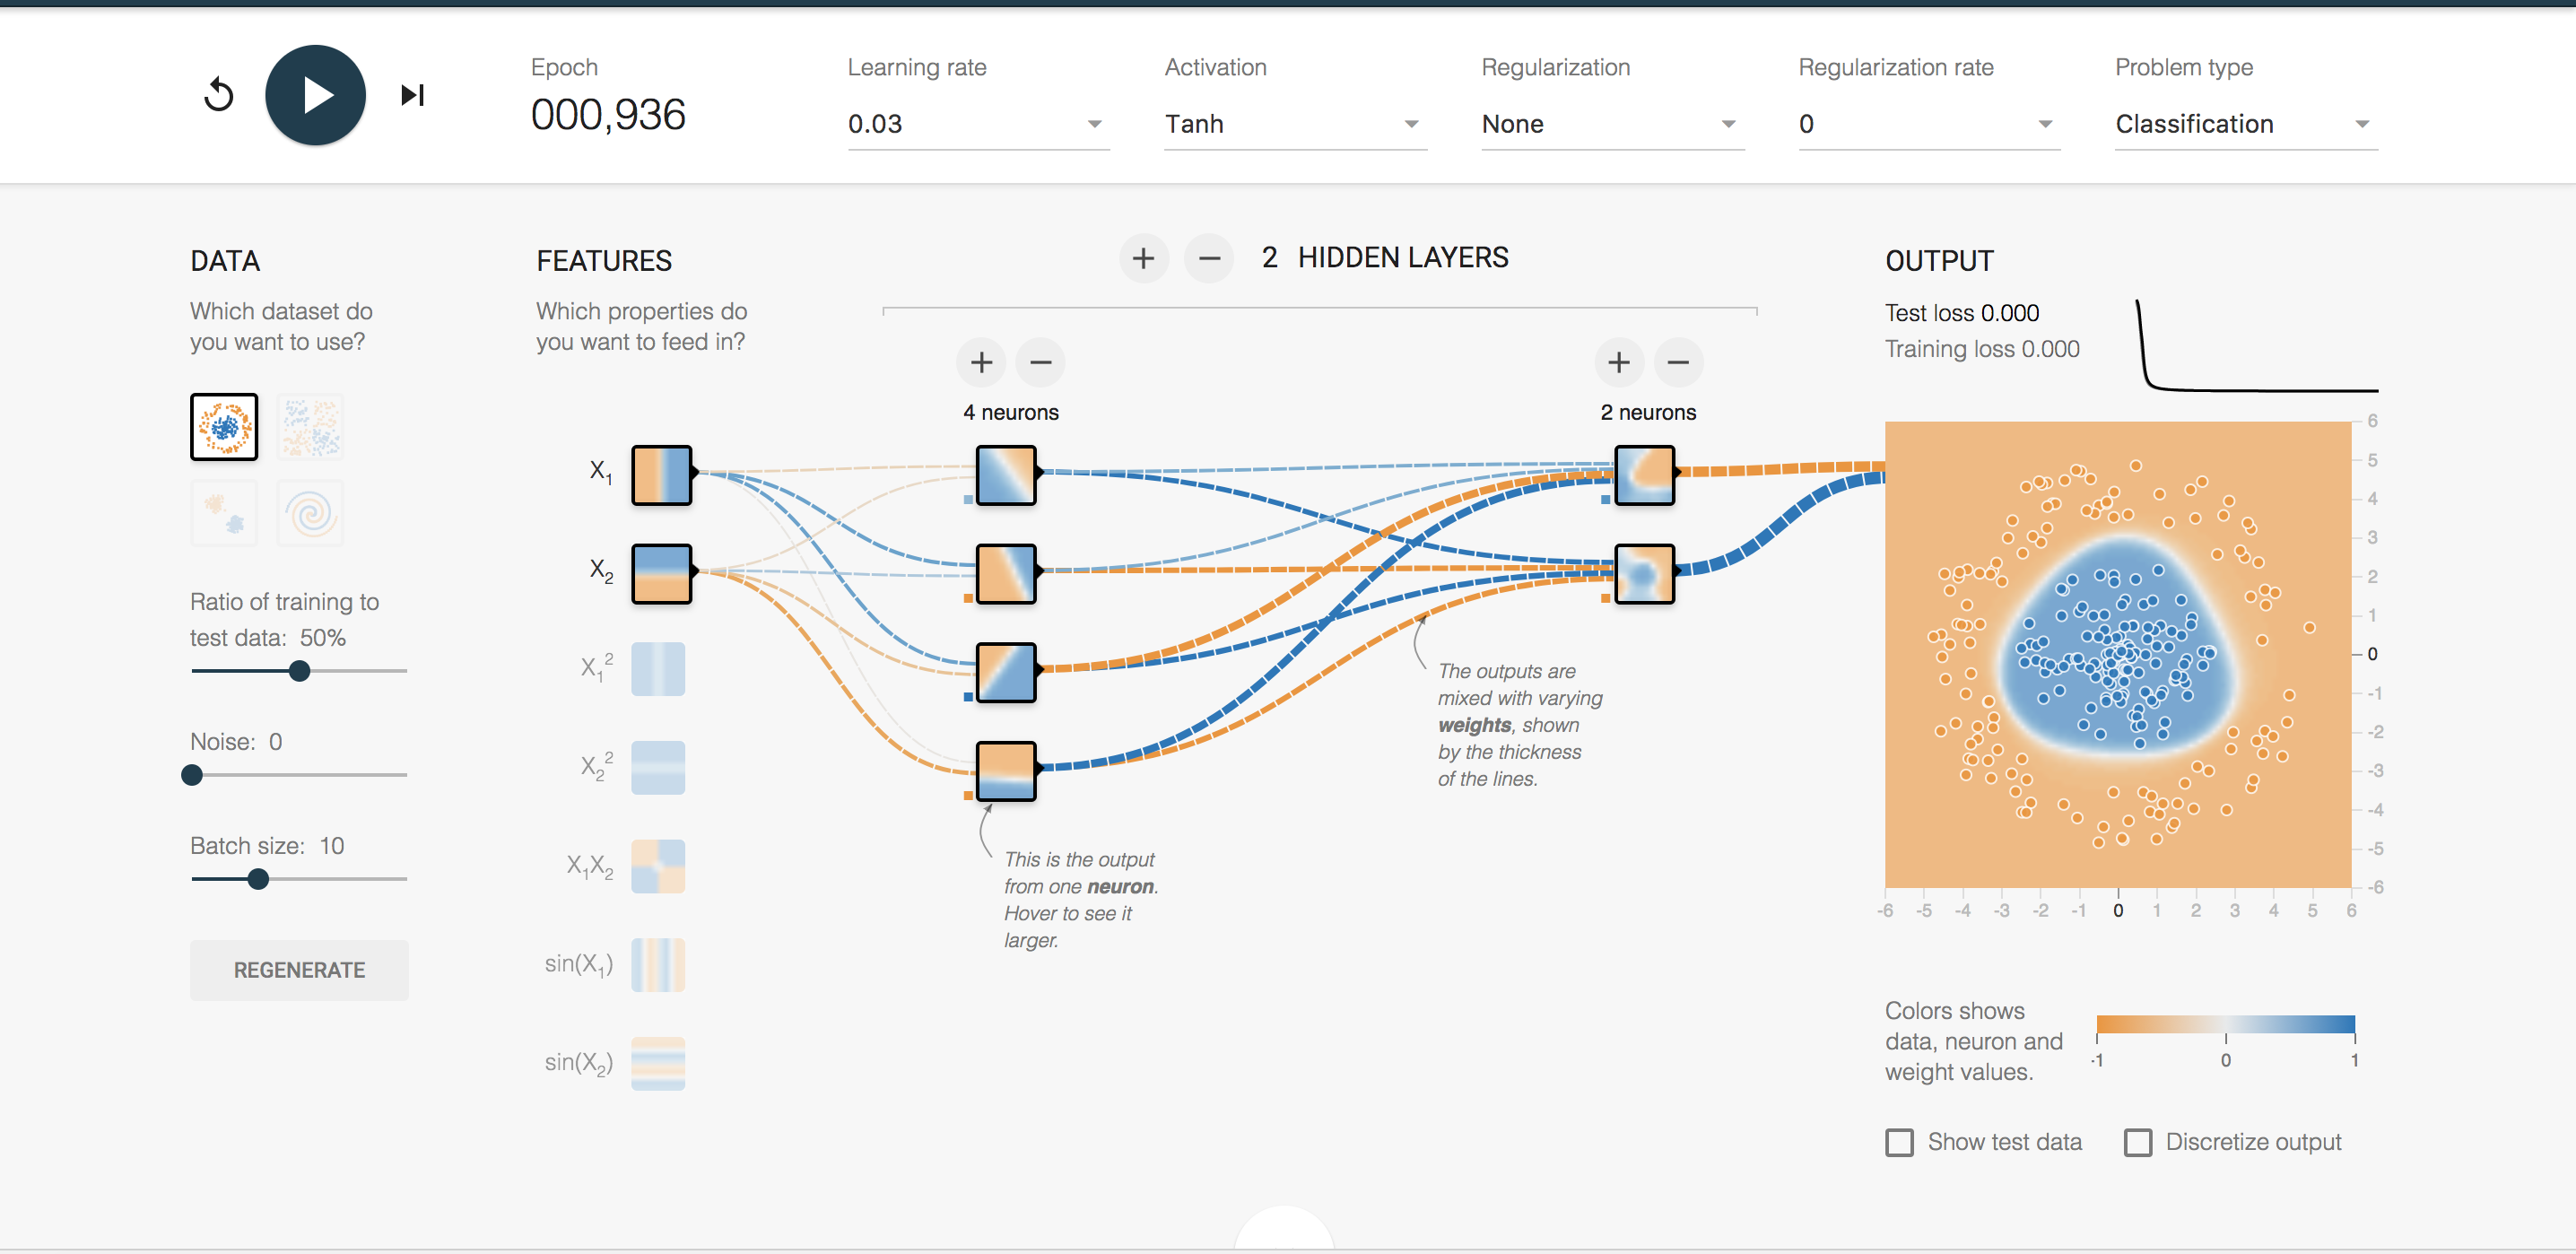 Epoch
000,936
Learning rate
0.03
Activation
Tanh
Regularization
None
Regularization rate
0
Problem type
Classification
DATA
Which dataset do
you want to use?
Ratio of training to
test data: 50%
Noise: 0
Batch size: 10
REGENERATE
FEATURES
Which properties do
you want to feed in?
X1
X2
X1^2
X2^2
X1X2
sin(X1)
sin(X2)
+ − 2 HIDDEN LAYERS
+ −
4 neurons
+ −
2 neurons
This is the output
from one neuron.
Hover to see it
larger.
The outputs are
mixed with varying
weights, shown
by the thickness
of the lines.
OUTPUT
Test loss 0.000
Training loss 0.000
6
5
4
3
2
1
0
-1
-2
-3
-4
-5
-6
-6 -5 -4 -3 -2 -1 0 1 2 3 4 5 6
Colors shows
data, neuron and
weight values.
-1 0 1
Show test data
Discretize output